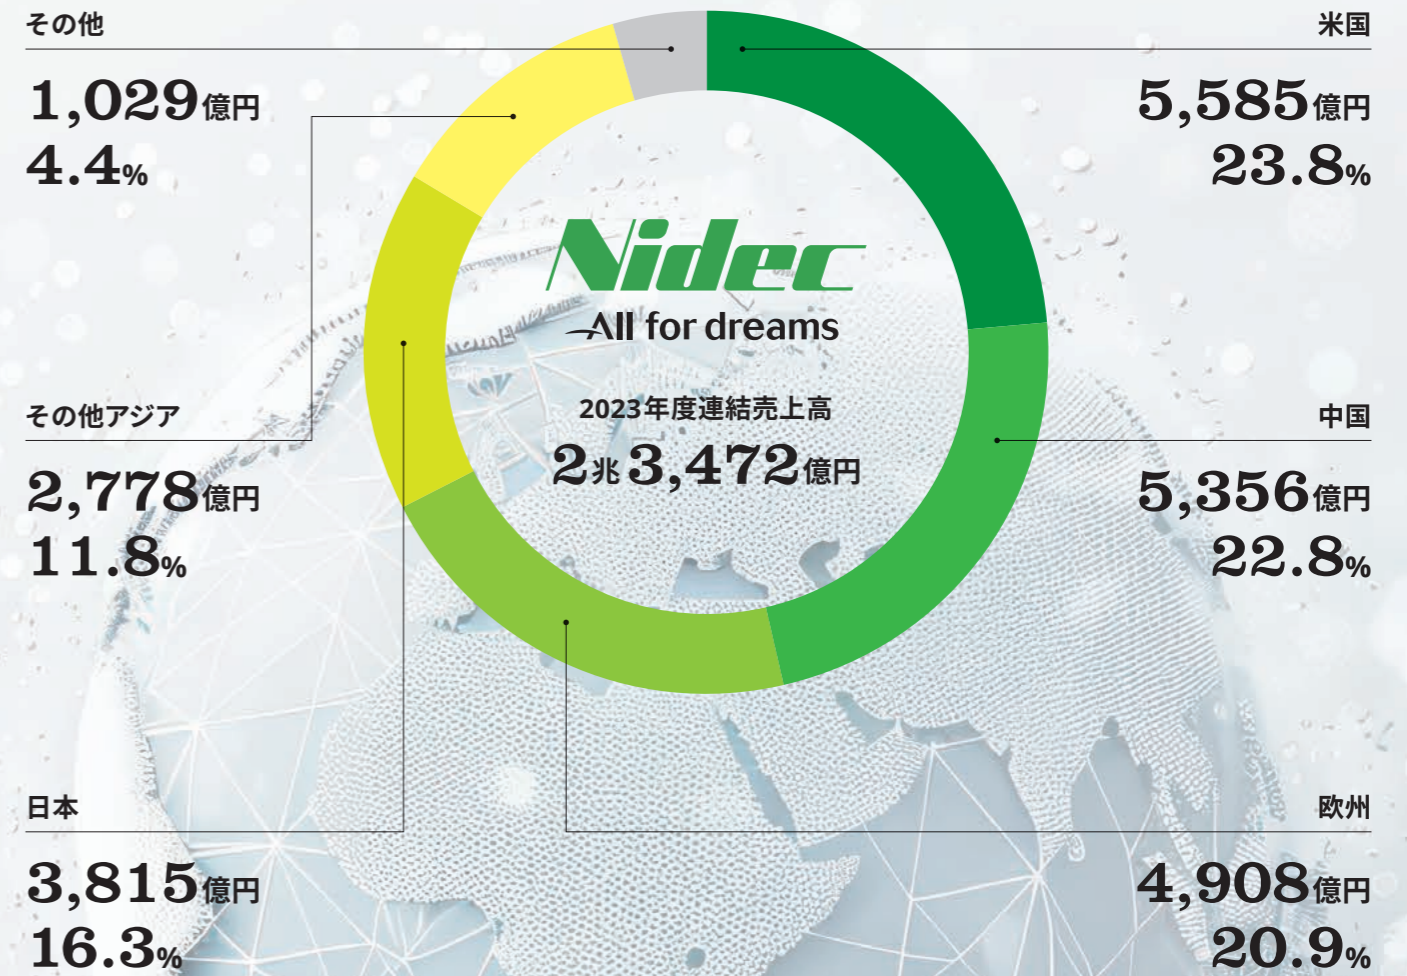 その他
1,029億円
4.4%
米国
5,585億円
23.8%
Nidec
All for dreams
2023年度連結売上高
2兆3,472億円
その他アジア
2,778億円
11.8%
中国
5,356億円
22.8%
日本
3,815億円
16.3%
欧州
4,908億円
20.9%